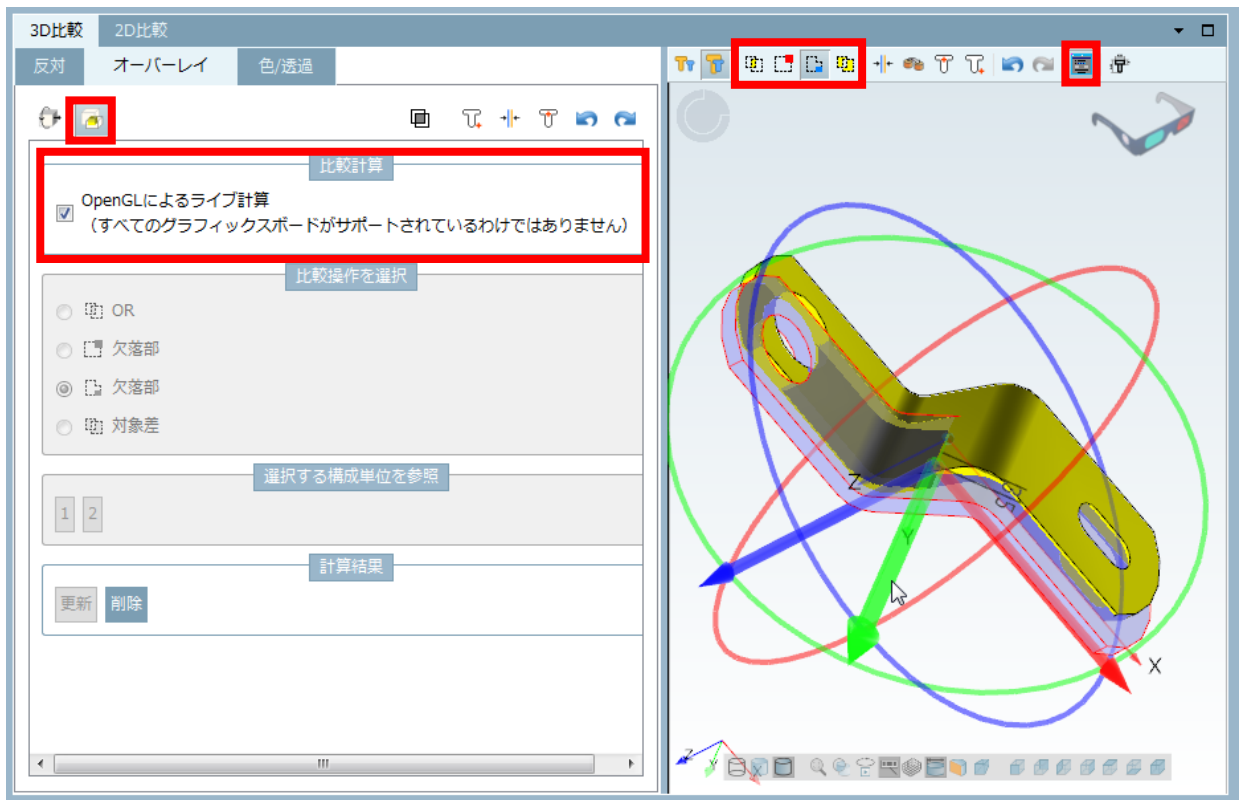 3D比較 2D比較
反対 オーバーレイ 色/透過
比較計算
OpenGLによるライブ計算
（すべてのグラフィックスボードがサポートされているわけではありません）
比較操作を選択
OR
欠落部
欠落部
対象差
選択する構成単位を参照
1 2
計算結果
更新 削除
Z
Y
X
Z
Y
X